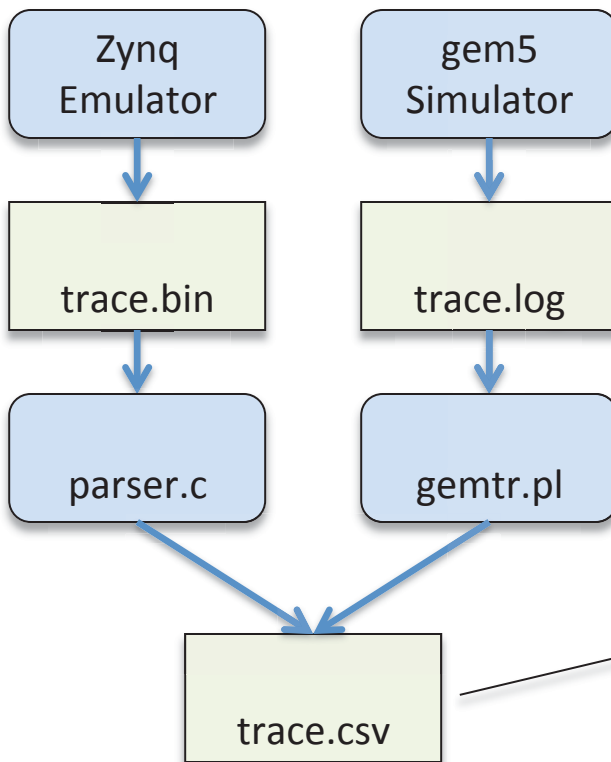 Zynq
Emulator
gem5
Simulator
trace.bin
trace.log
parser.c
gemtr.pl
trace.csv